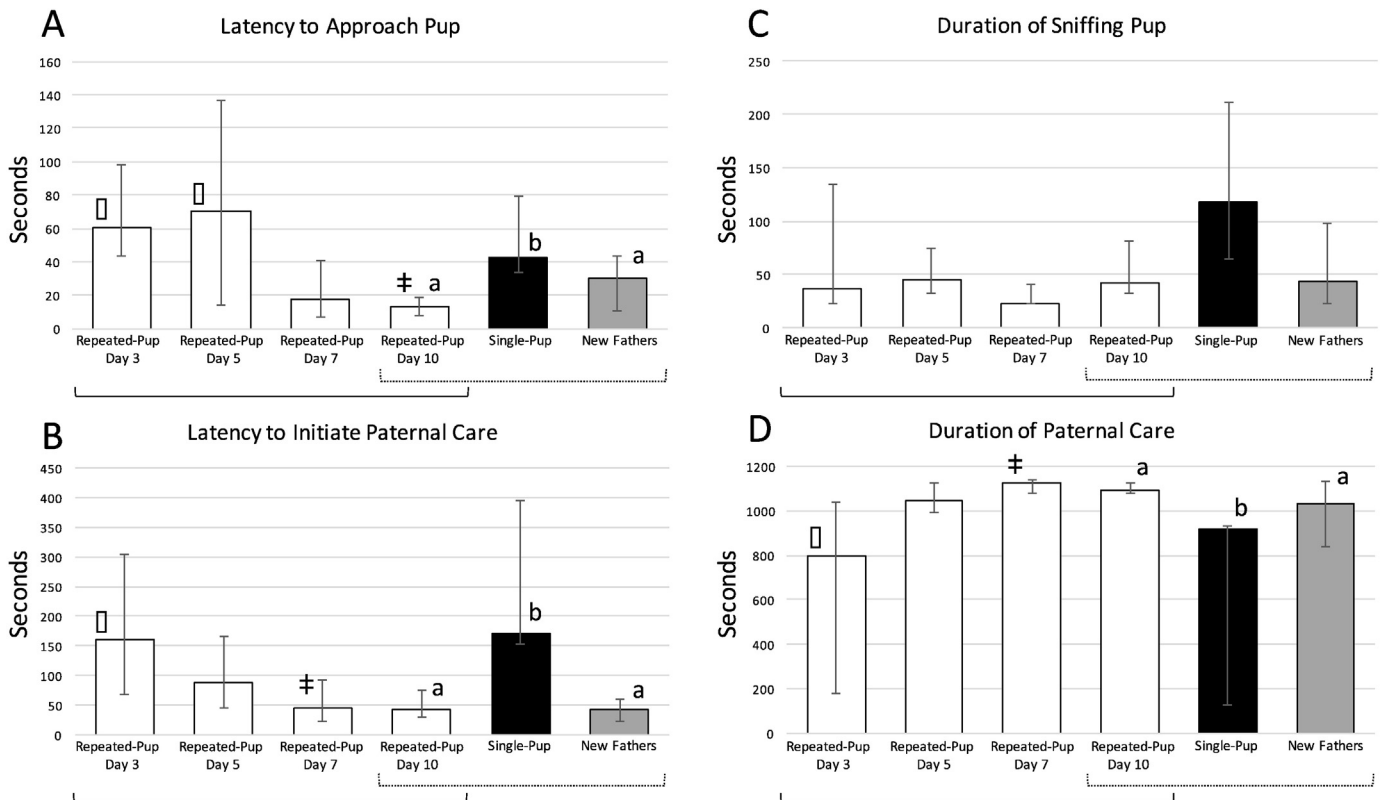 A
Latency to Approach Pup
Seconds
160
140
120
100
80
60
40
20
0
▯
▯
‡ a
b
a
Repeated-Pup Day 3
Repeated-Pup Day 5
Repeated-Pup Day 7
Repeated-Pup Day 10
Single-Pup
New Fathers
C
Duration of Sniffing Pup
Seconds
250
200
150
100
50
0
Repeated-Pup Day 3
Repeated-Pup Day 5
Repeated-Pup Day 7
Repeated-Pup Day 10
Single-Pup
New Fathers
B
Latency to Initiate Paternal Care
Seconds
450
400
350
300
250
200
150
100
50
0
▯
‡
a
b
a
Repeated-Pup Day 3
Repeated-Pup Day 5
Repeated-Pup Day 7
Repeated-Pup Day 10
Single-Pup
New Fathers
D
Duration of Paternal Care
Seconds
1200
1000
800
600
400
200
0
▯
‡
a
b
a
Repeated-Pup Day 3
Repeated-Pup Day 5
Repeated-Pup Day 7
Repeated-Pup Day 10
Single-Pup
New Fathers